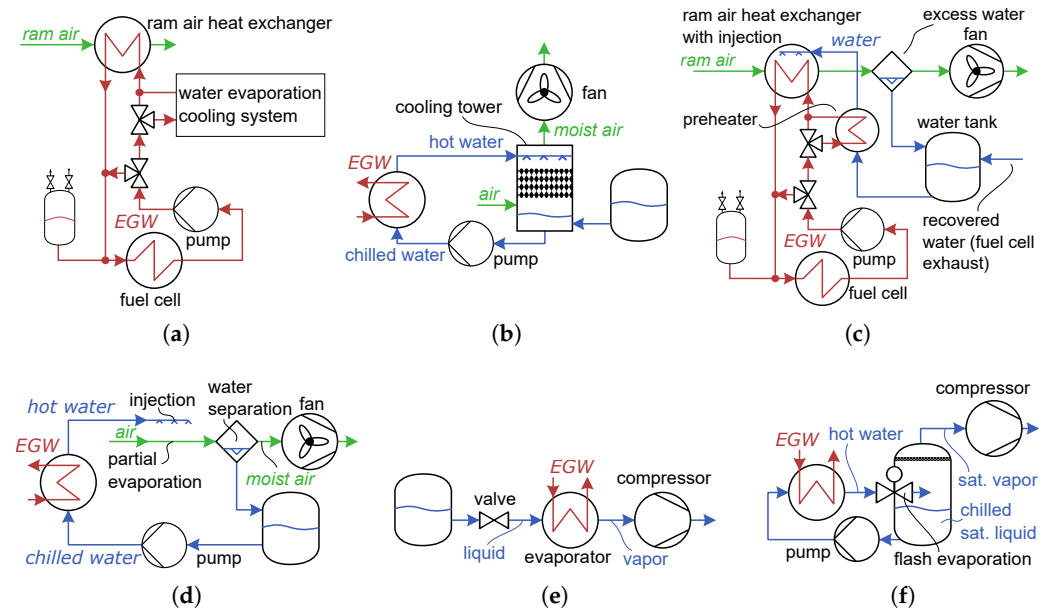 ram air heat exchanger
ram air
water evaporation
cooling system
EGW
pump
fuel cell
(a)
fan
cooling tower
moist air
hot water
EGW
air
chilled water
pump
(b)
ram air heat exchanger
with injection
excess water
fan
water
ram air
preheater
water tank
EGW
pump
recovered
water (fuel cell
exhaust)
fuel cell
(c)
hot water
injection
water
separation
fan
air
EGW
partial
evaporation
moist air
chilled water
pump
(d)
EGW
compressor
valve
liquid
evaporator
vapor
(e)
compressor
EGW
hot water
sat. vapor
chilled
sat. liquid
pump
flash evaporation
(f)